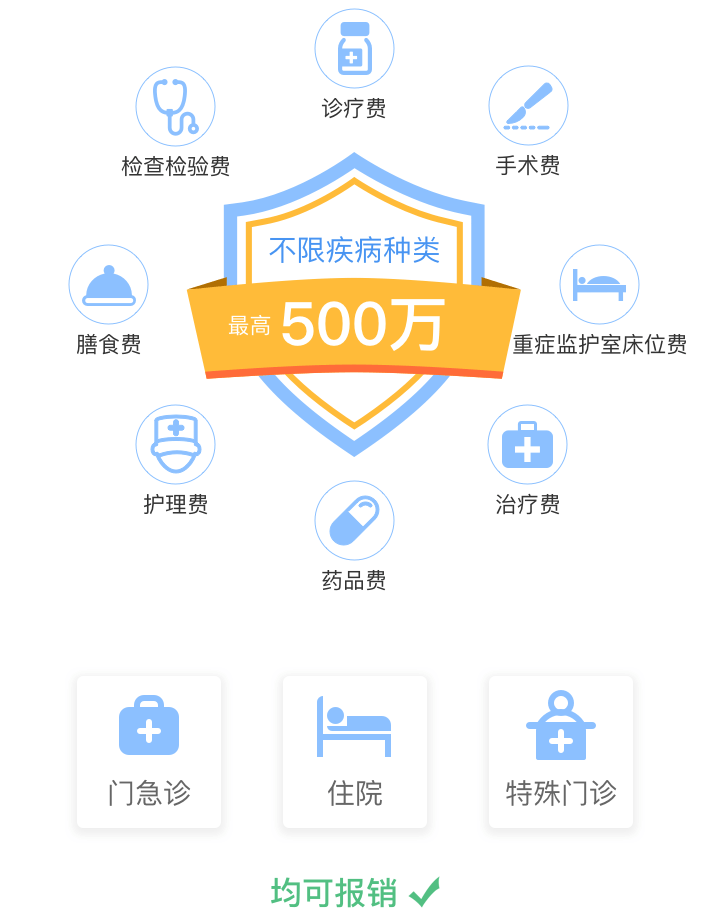 诊疗费
检查检验费
手术费
不限疾病种类
最高 500万
膳食费
重症监护室床位费
护理费
治疗费
药品费
门急诊
住院
特殊门诊
均可报销